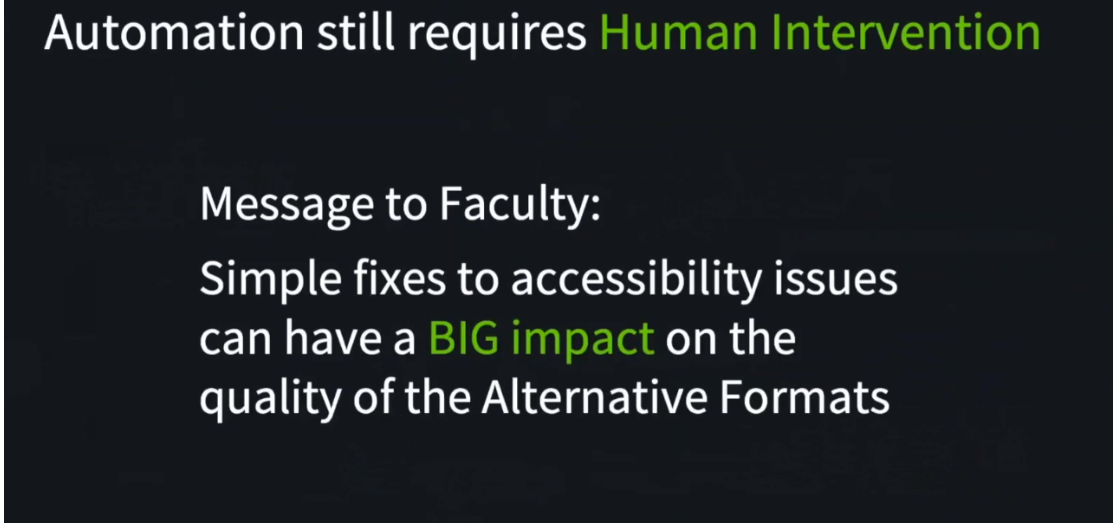 Automation still requires Human Intervention
Message to Faculty:
Simple fixes to accessibility issues
can have a BIG impact on the
quality of the Alternative Formats